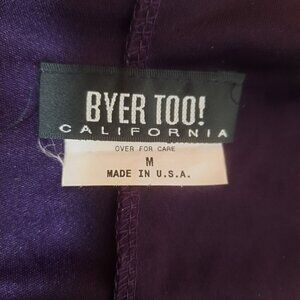 BYER TOO!
CALIFORNIA
OVER FOR CARE
M
MADE IN U.S.A.